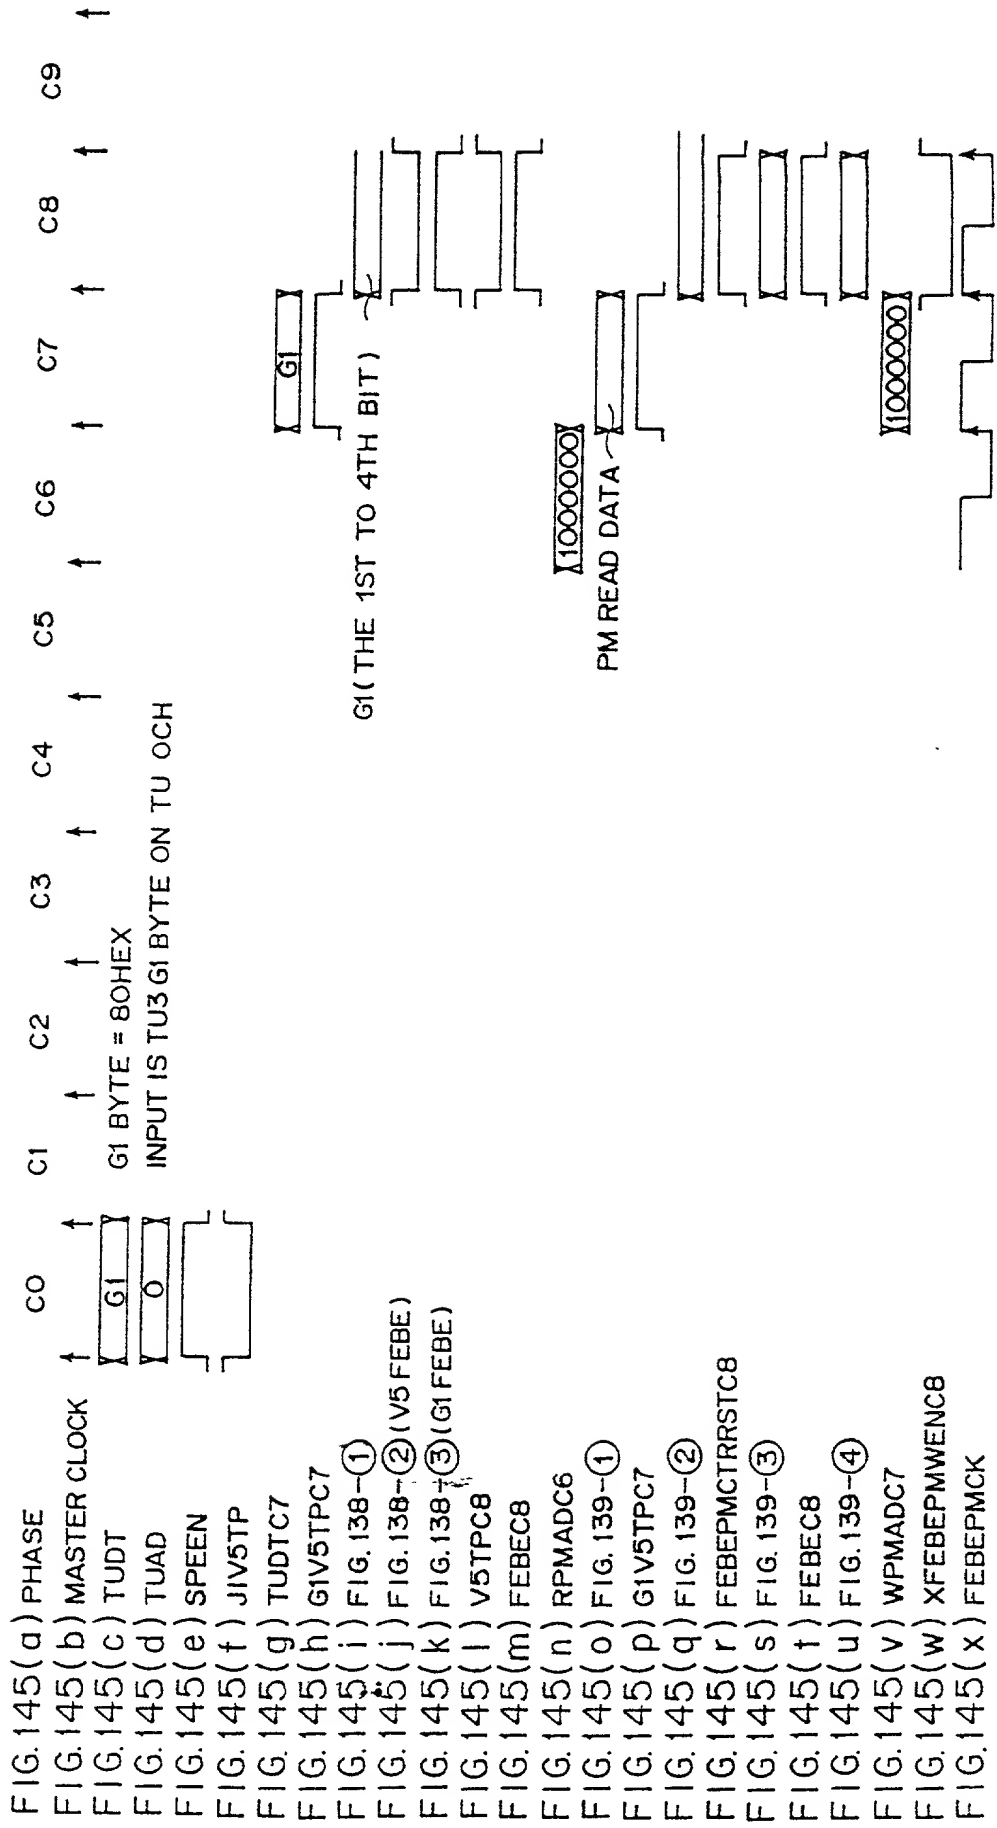 FIG. 145(a) PHASE C0 C1 C2 C3 C4 C5 C6 C7 C8 C9
FIG. 145(b) MASTER CLOCK
FIG. 145(c) TUDT G1 G1 BYTE = 80HEX
FIG. 145(d) TUAD 0 INPUT IS TU3 G1 BYTE ON TU 0CH
FIG. 145(e) SPEEN
FIG. 145(f) J1V5TP
FIG. 145(g) TUDTC7 G1
FIG. 145(h) G1V5TPC7
FIG. 145(i) FIG. 138-① G1(THE 1ST TO 4TH BIT)
FIG. 145(j) FIG. 138-② (V5 FEBE)
FIG. 145(k) FIG. 138-③ (G1 FEBE)
FIG. 145(l) V5TPC8
FIG. 145(m) FEBEC8
FIG. 145(n) RPMADC6 1000000
FIG. 145(o) FIG. 139-① PM READ DATA
FIG. 145(p) G1V5TPC7
FIG. 145(q) FIG. 139-②
FIG. 145(r) FEBEPMCTRRSTC8
FIG. 145(s) FIG. 139-③
FIG. 145(t) FEBEC8
FIG. 145(u) FIG. 139-④
FIG. 145(v) WPMADC7 1000000
FIG. 145(w) XFEBEPMWENC8
FIG. 145(x) FEBEPMCK